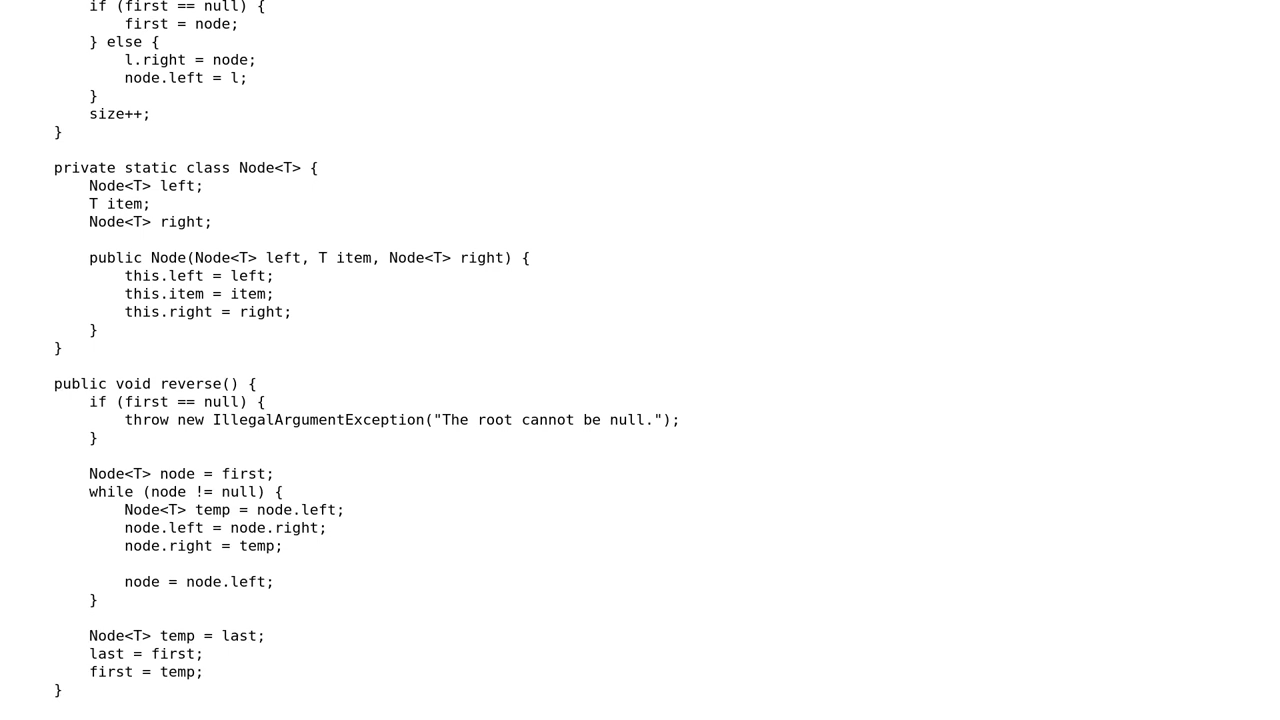 if (first == null) {
first = node;
} else {
l.right = node;
node.left = l;
}
size++;
}
private static class Node<T> {
Node<T> left;
T item;
Node<T> right;
public Node(Node<T> left, T item, Node<T> right) {
this.left = left;
this.item = item;
this.right = right;
}
}
public void reverse() {
if (first == null) {
throw new IllegalArgumentException("The root cannot be null.");
}
Node<T> node = first;
while (node != null) {
Node<T> temp = node.left;
node.left = node.right;
node.right = temp;
node = node.left;
}
Node<T> temp = last;
last = first;
first = temp;
}